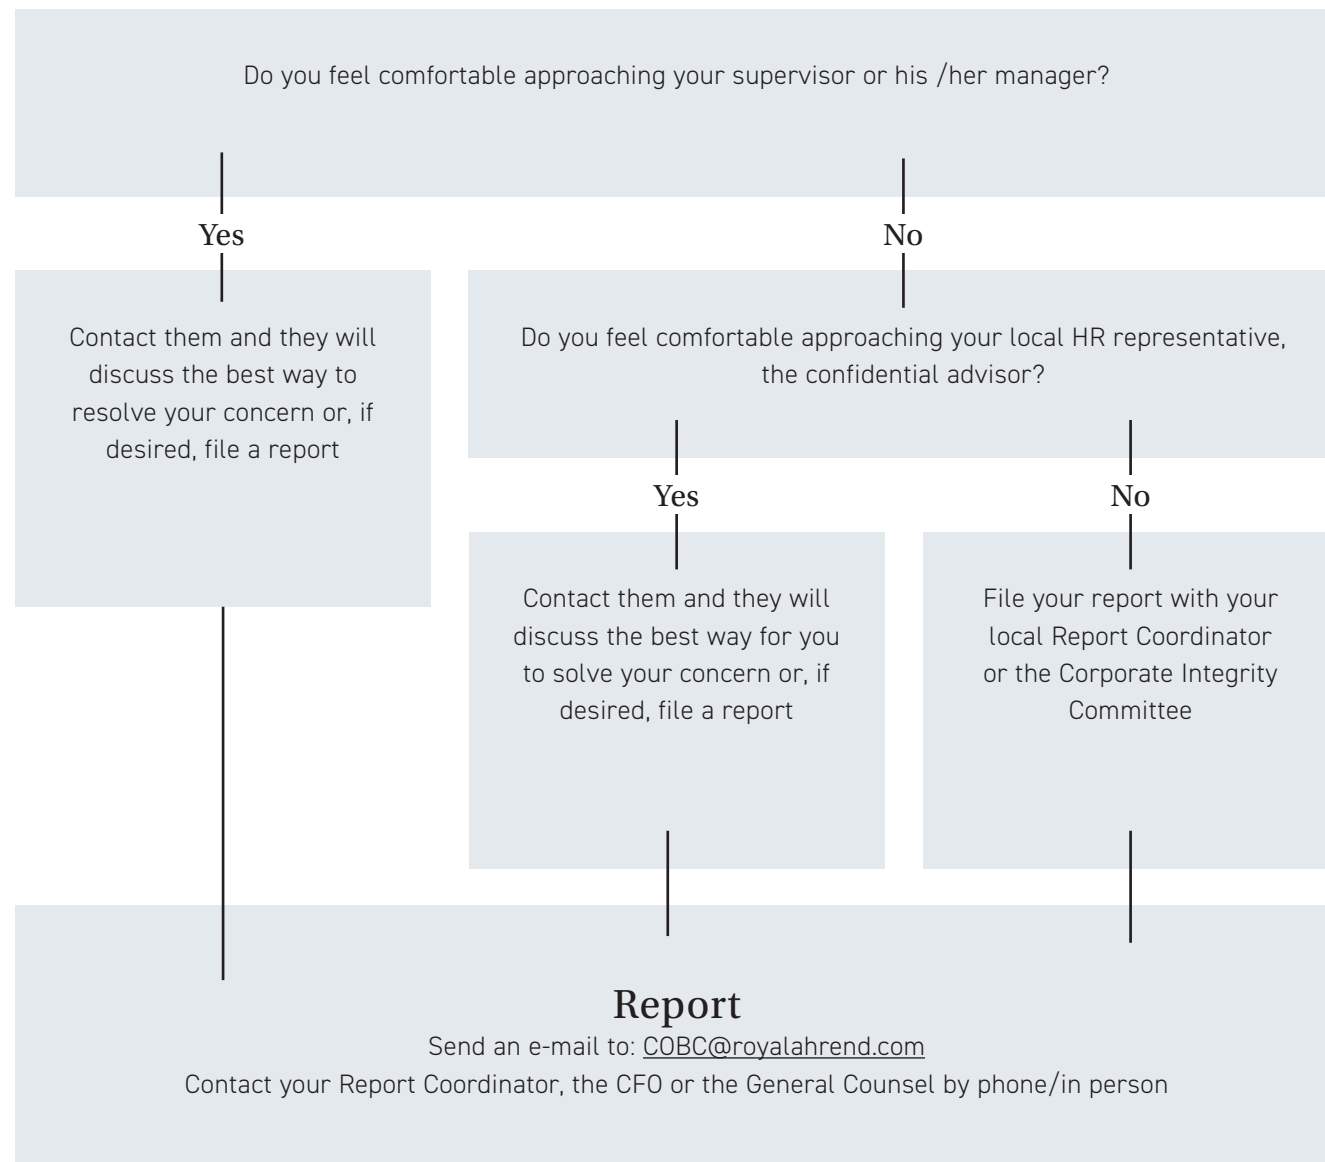 Do you feel comfortable approaching your supervisor or his /her manager?
Yes
No
Contact them and they will
discuss the best way to
resolve your concern or, if
desired, file a report
Do you feel comfortable approaching your local HR representative,
the confidential advisor?
Yes
No
Contact them and they will
discuss the best way for you
to solve your concern or, if
desired, file a report
File your report with your
local Report Coordinator
or the Corporate Integrity
Committee
Report
Send an e-mail to: COBC@royalahrend.com
Contact your Report Coordinator, the CFO or the General Counsel by phone/in person